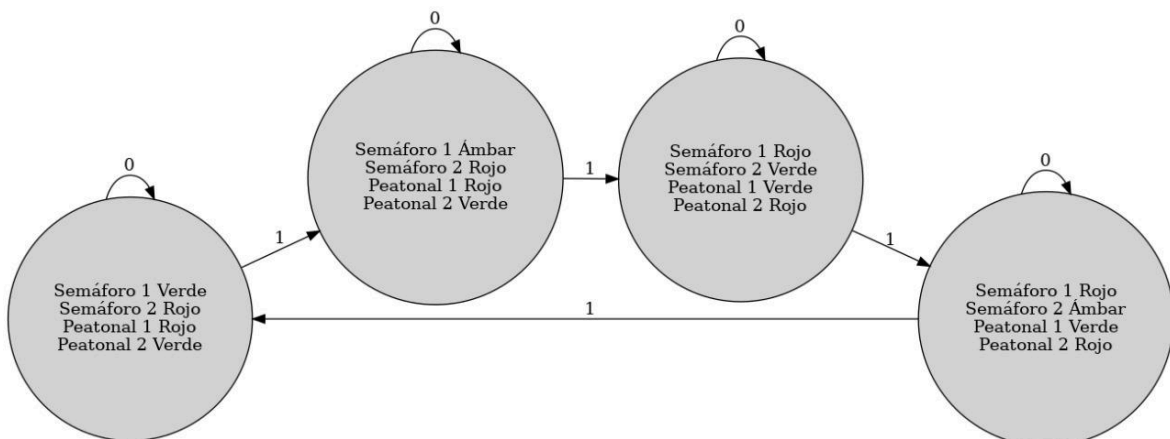 0
Semáforo 1 Verde
Semáforo 2 Rojo
Peatonal 1 Rojo
Peatonal 2 Verde
1
0
Semáforo 1 Ámbar
Semáforo 2 Rojo
Peatonal 1 Rojo
Peatonal 2 Verde
1
0
Semáforo 1 Rojo
Semáforo 2 Verde
Peatonal 1 Verde
Peatonal 2 Rojo
1
0
Semáforo 1 Rojo
Semáforo 2 Ámbar
Peatonal 1 Verde
Peatonal 2 Rojo
1